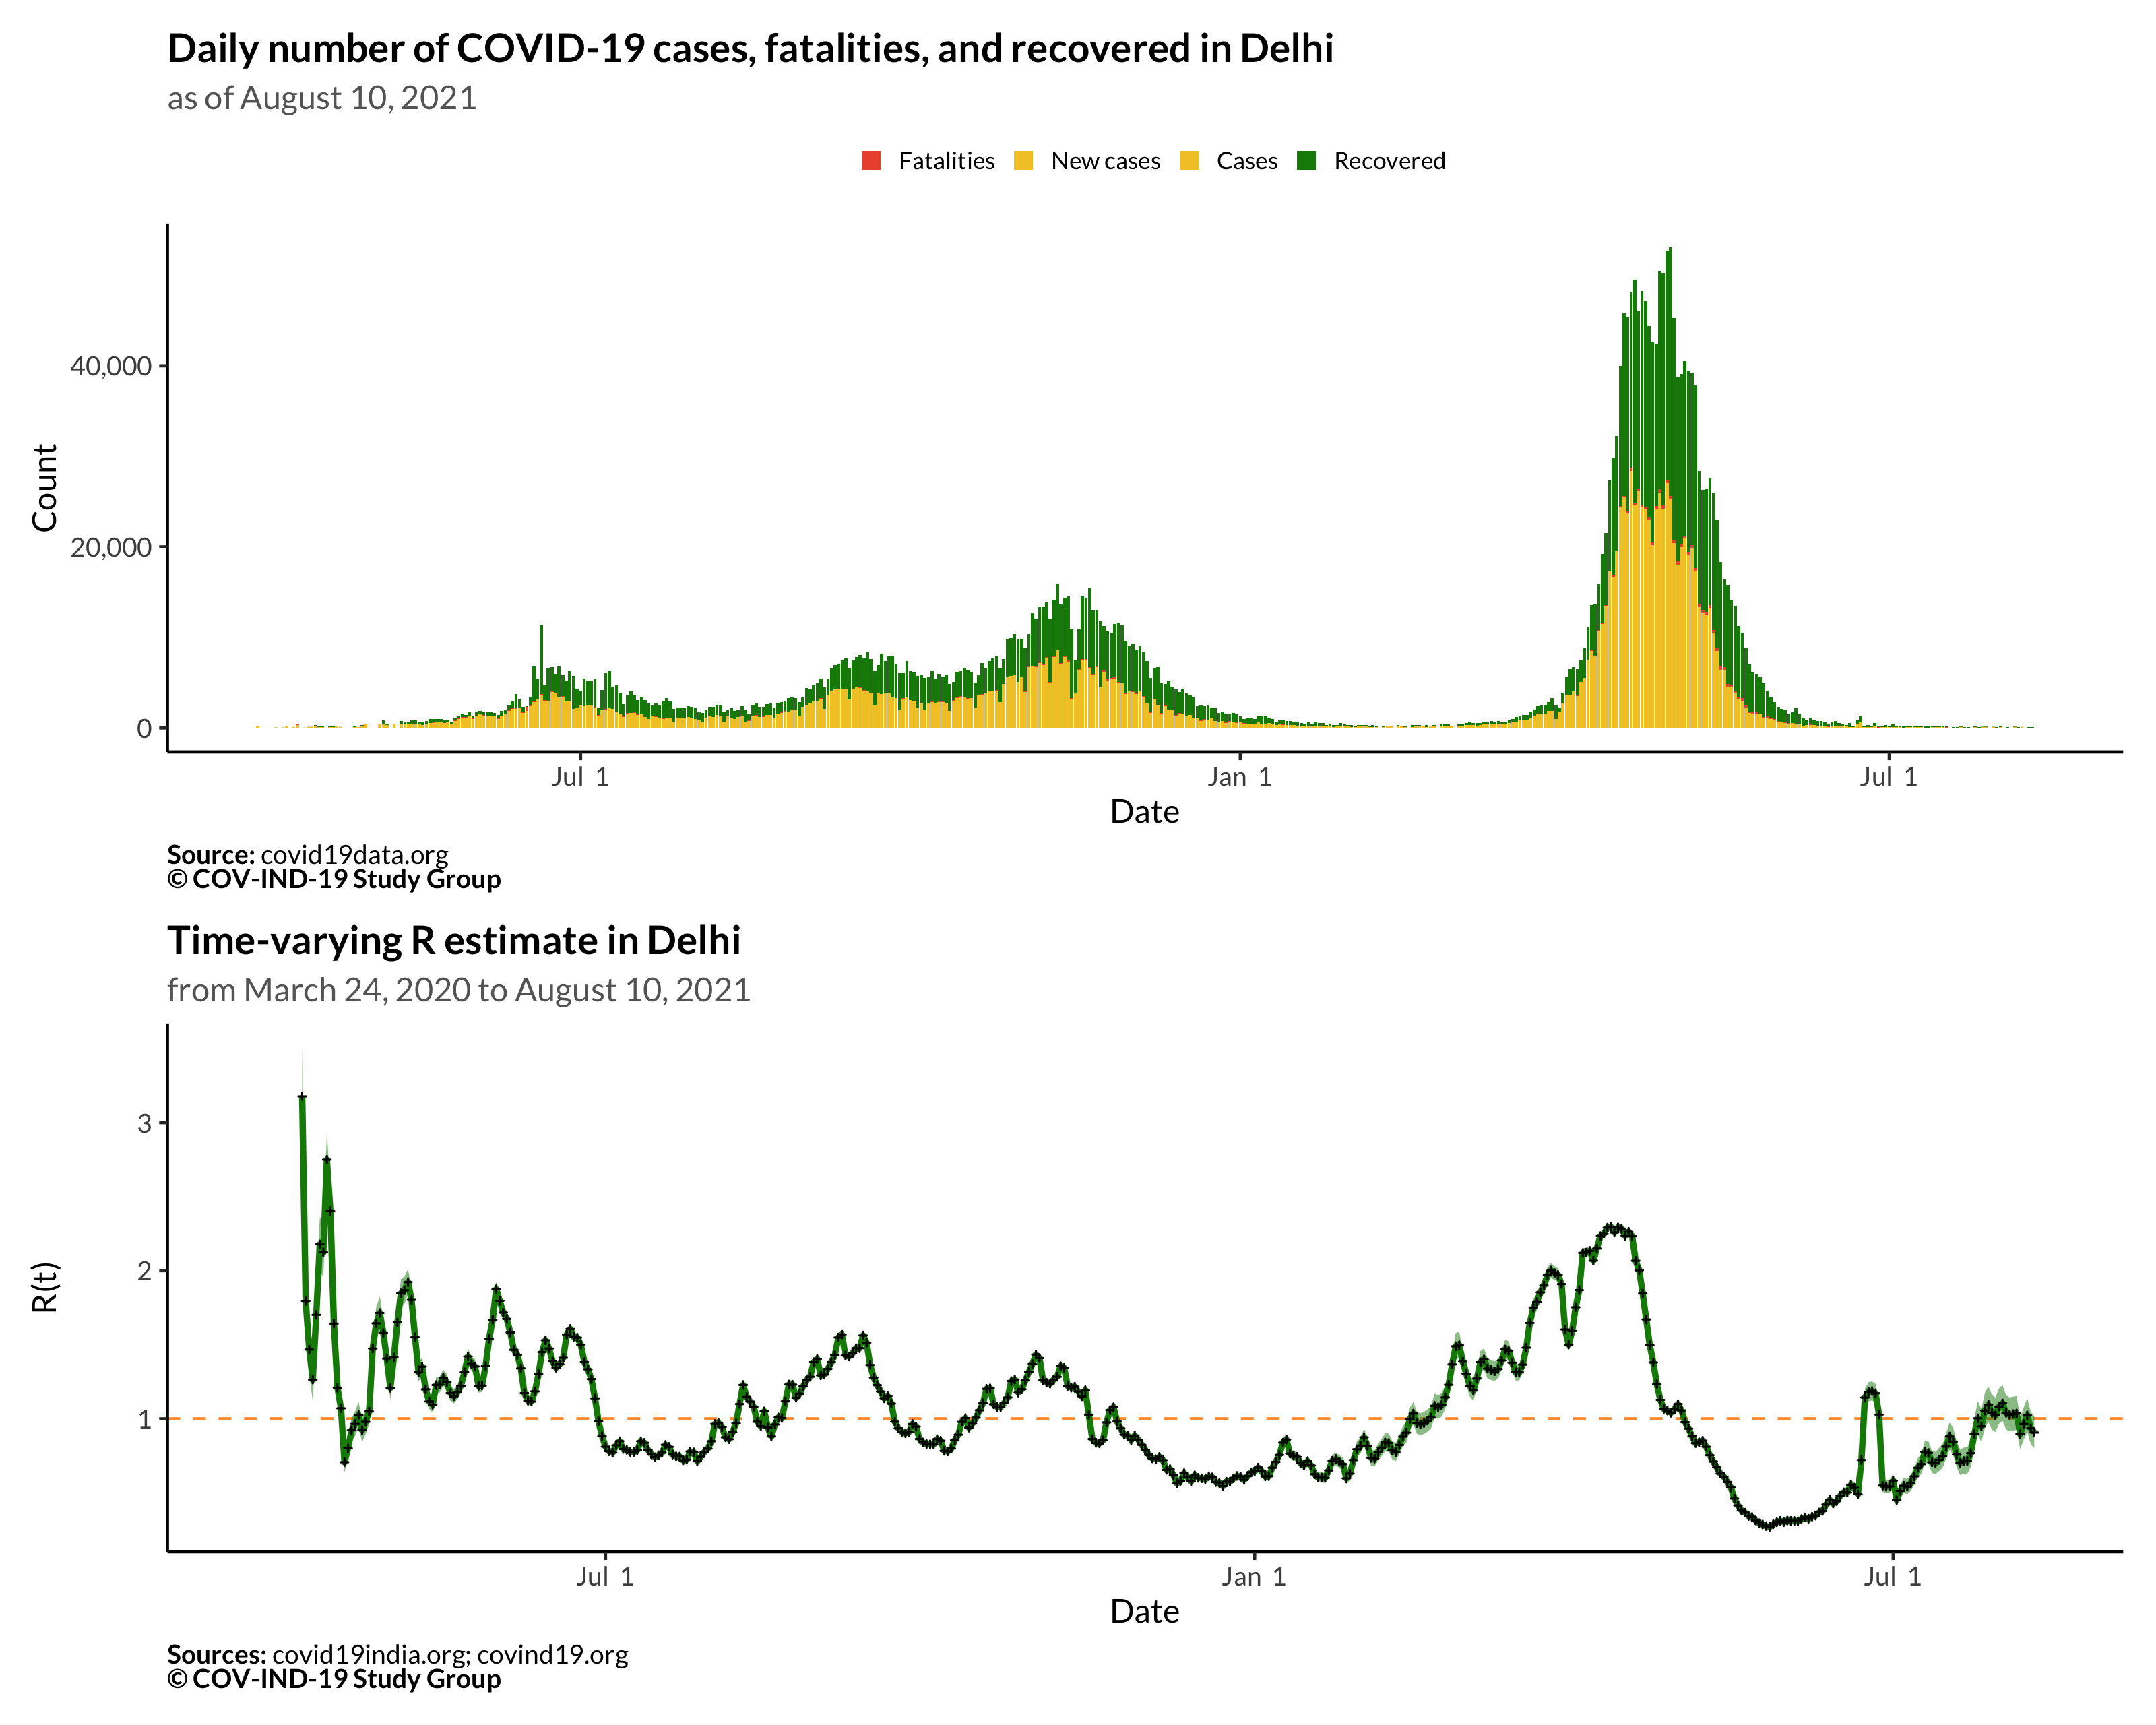 Daily number of COVID-19 cases, fatalities, and recovered in Delhi
as of August 10, 2021
Fatalities New cases Cases Recovered
Count
40,000
20,000
0
Jul 1 Jan 1 Jul 1
Date
Source: covid19data.org
© COV-IND-19 Study Group
Time-varying R estimate in Delhi
from March 24, 2020 to August 10, 2021
R(t)
3
2
1
Jul 1 Jan 1 Jul 1
Date
Sources: covid19india.org; covind19.org
© COV-IND-19 Study Group